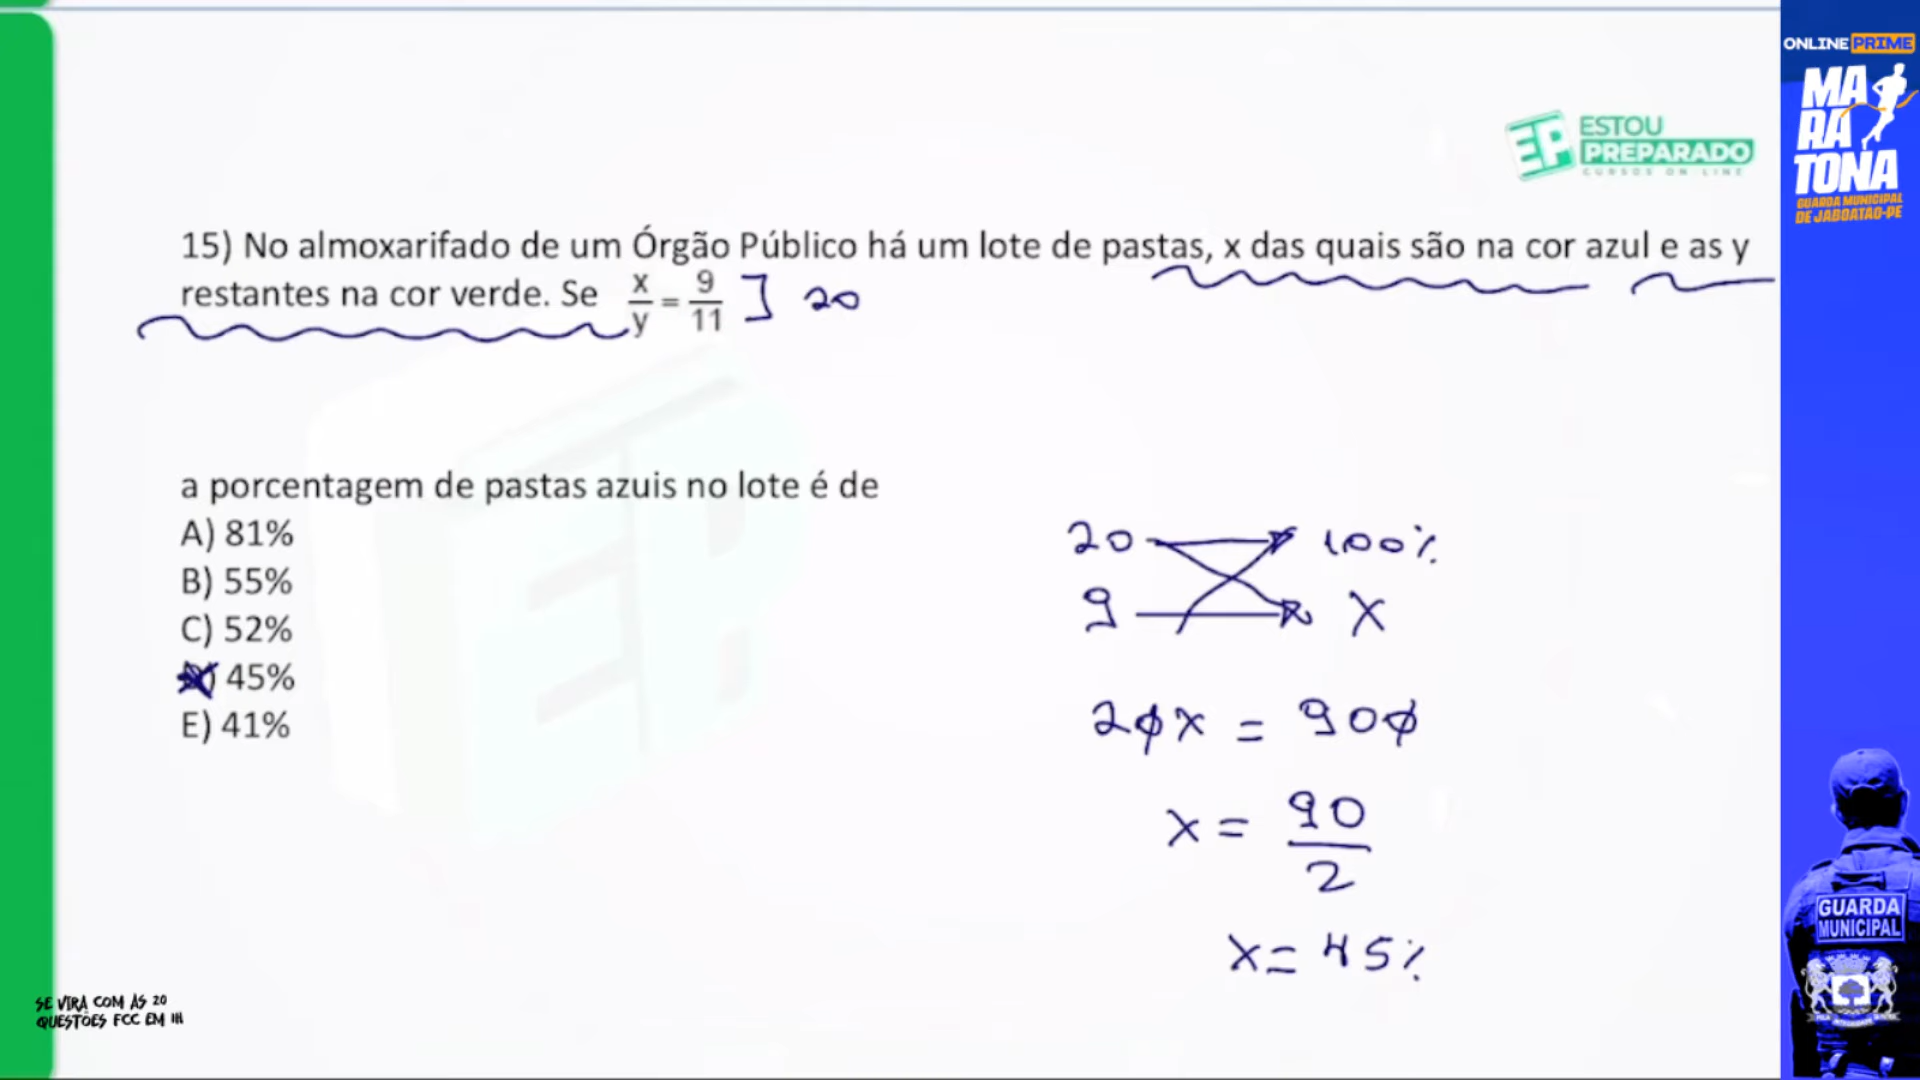 ONLINE PRIME
MA
RA
TONA
GUARDA MUNICIPAL
DE JABOATÃO-PE
EP ESTOU
PREPARADO
CURSOS ON LINE
15) No almoxarifado de um Órgão Público há um lote de pastas, x das quais são na cor azul e as y
restantes na cor verde. Se x/y = 9/11 ] 20
a porcentagem de pastas azuis no lote é de
A) 81%
B) 55%
C) 52%
D) 45%
E) 41%
20 100%
9 X
20x = 900
x = 90/2
x = 45%
GUARDA
MUNICIPAL
SE VIRA COM AS 20
QUESTÕES FCC EM 1H